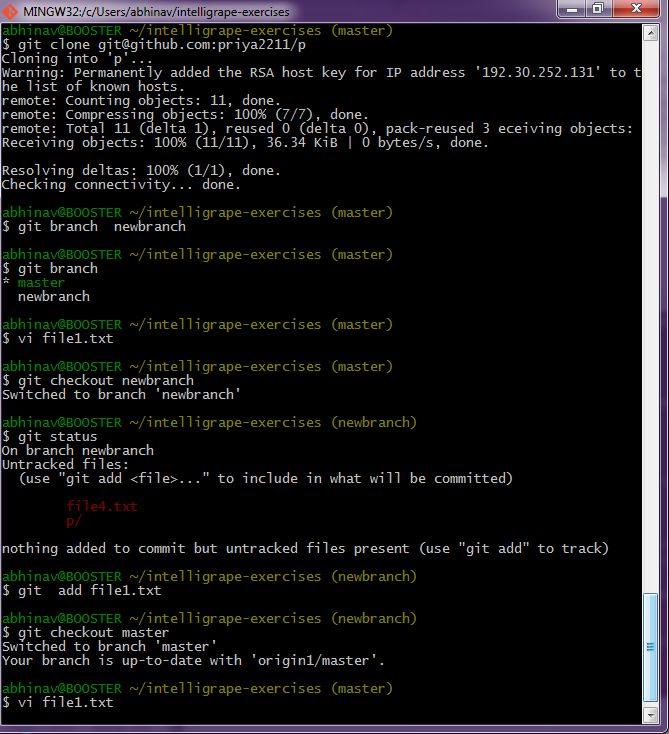 MINGW32:/c/Users/abhinav/intelligrape-exercises
abhinav@BOOSTER ~/intelligrape-exercises (master)
$ git clone git@github.com:priya2211/p
Cloning into 'p'...
Warning: Permanently added the RSA host key for IP address '192.30.252.131' to t
he list of known hosts.
remote: Counting objects: 11, done.
remote: Compressing objects: 100% (7/7), done.
remote: Total 11 (delta 1), reused 0 (delta 0), pack-reused 3 eceiving objects:
Receiving objects: 100% (11/11), 36.34 KiB | 0 bytes/s, done.
Resolving deltas: 100% (1/1), done.
Checking connectivity... done.
abhinav@BOOSTER ~/intelligrape-exercises (master)
$ git branch  newbranch
abhinav@BOOSTER ~/intelligrape-exercises (master)
$ git branch
* master
  newbranch
abhinav@BOOSTER ~/intelligrape-exercises (master)
$ vi file1.txt
abhinav@BOOSTER ~/intelligrape-exercises (master)
$ git checkout newbranch
Switched to branch 'newbranch'
abhinav@BOOSTER ~/intelligrape-exercises (newbranch)
$ git status
On branch newbranch
Untracked files:
  (use "git add <file>..." to include in what will be committed)
        file4.txt
        p/
nothing added to commit but untracked files present (use "git add" to track)
abhinav@BOOSTER ~/intelligrape-exercises (newbranch)
$ git  add file1.txt
abhinav@BOOSTER ~/intelligrape-exercises (newbranch)
$ git checkout master
Switched to branch 'master'
Your branch is up-to-date with 'origin1/master'.
abhinav@BOOSTER ~/intelligrape-exercises (master)
$ vi file1.txt